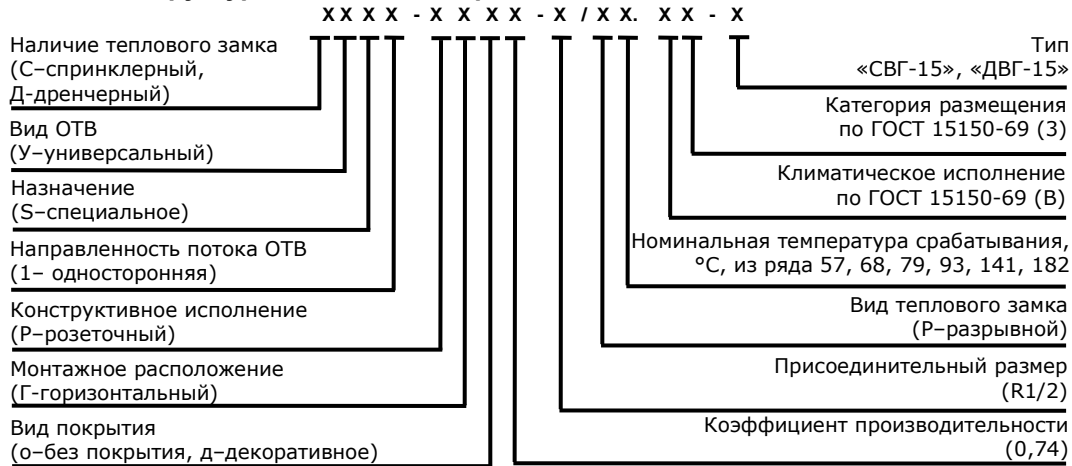 X X X X - X X X X - X / X X. X X - X
Наличие теплового замка
(С–спринклерный,
Д-дренчерный)
Вид ОТВ
(У–универсальный)
Назначение
(S–специальное)
Направленность потока ОТВ
(1– односторонняя)
Конструктивное исполнение
(Р–розеточный)
Монтажное расположение
(Г-горизонтальный)
Вид покрытия
(о–без покрытия, д–декоративное)
Тип
«СВГ-15», «ДВГ-15»
Категория размещения
по ГОСТ 15150-69 (3)
Климатическое исполнение
по ГОСТ 15150-69 (В)
Номинальная температура срабатывания,
°С, из ряда 57, 68, 79, 93, 141, 182
Вид теплового замка
(Р–разрывной)
Присоединительный размер
(R1/2)
Коэффициент производительности
(0,74)